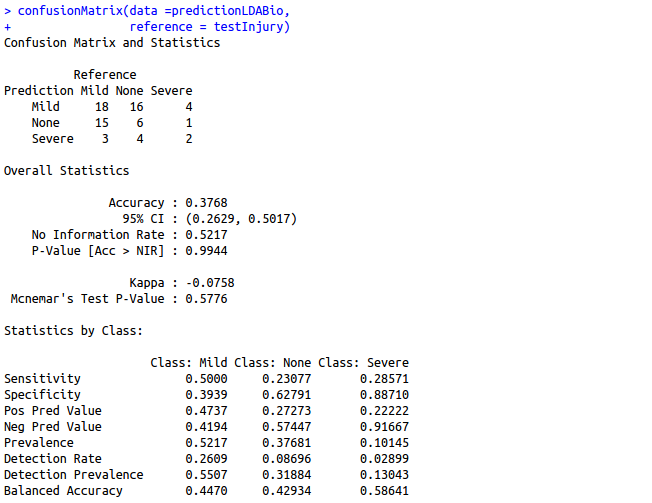 > confusionMatrix(data =predictionLDABio,
+                 reference = testInjury)
Confusion Matrix and Statistics

          Reference
Prediction Mild None Severe
    Mild     18   16      4
    None     15    6      1
    Severe    3    4      2

Overall Statistics

               Accuracy : 0.3768
                 95% CI : (0.2629, 0.5017)
    No Information Rate : 0.5217
    P-Value [Acc > NIR] : 0.9944

                  Kappa : -0.0758
 Mcnemar's Test P-Value : 0.5776

Statistics by Class:

                     Class: Mild Class: None Class: Severe
Sensitivity               0.5000     0.23077       0.28571
Specificity               0.3939     0.62791       0.88710
Pos Pred Value            0.4737     0.27273       0.22222
Neg Pred Value            0.4194     0.57447       0.91667
Prevalence                0.5217     0.37681       0.10145
Detection Rate            0.2609     0.08696       0.02899
Detection Prevalence      0.5507     0.31884       0.13043
Balanced Accuracy         0.4470     0.42934       0.58641